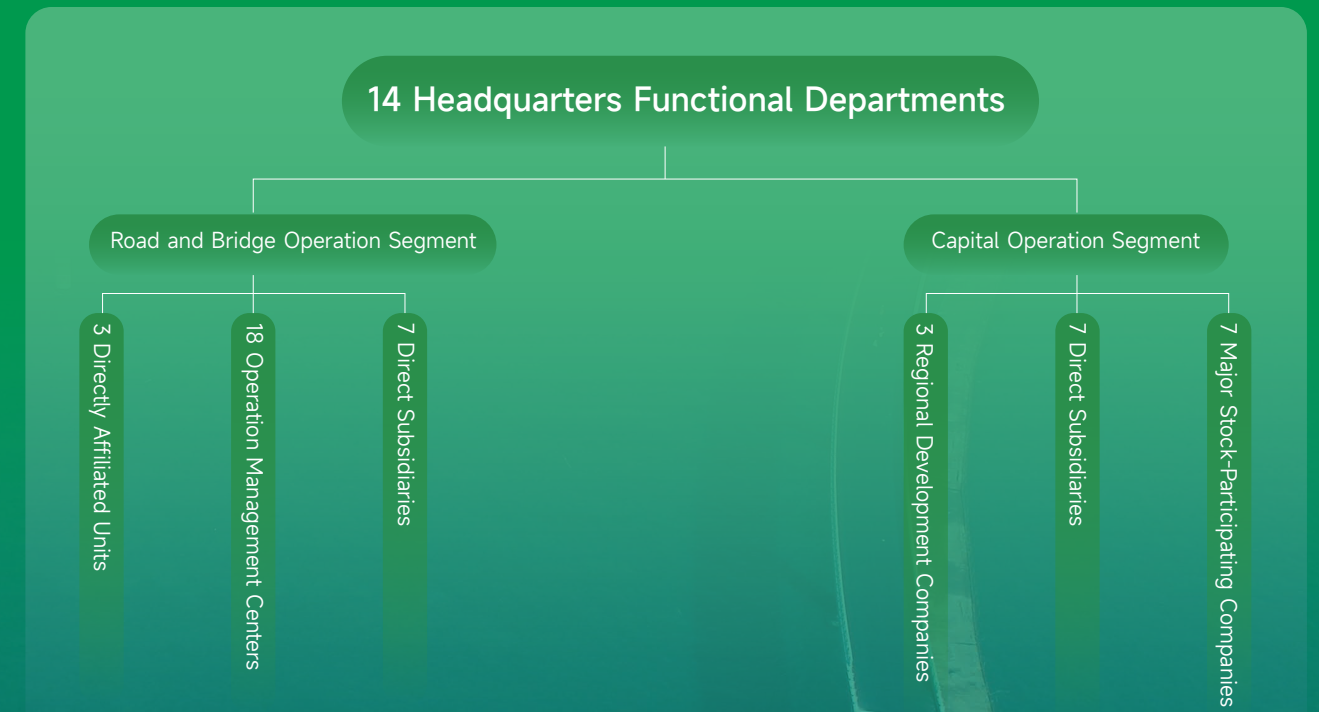 14 Headquarters Functional Departments
Road and Bridge Operation Segment
Capital Operation Segment
3 Directly Affiliated Units
18 Operation Management Centers
7 Direct Subsidiaries
3 Regional Development Companies
7 Direct Subsidiaries
7 Major Stock-Participating Companies